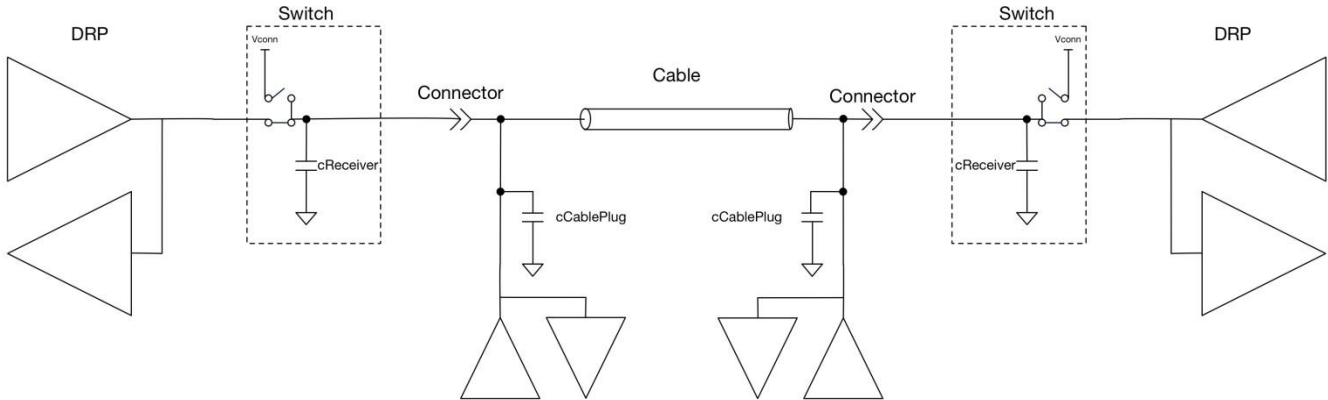 Switch
Switch
DRP
DRP
Vconn
Vconn
Cable
Connector
Connector
cReceiver
cReceiver
cCablePlug
cCablePlug